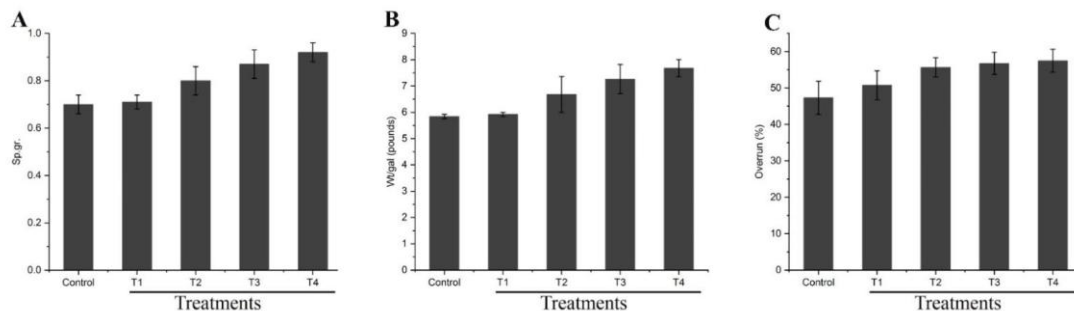 A
Sp.gr.
1.0
0.8
0.6
0.4
0.2
0.0
Control T1 T2 T3 T4
Treatments
B
Wt/gal (pounds)
9
8
7
6
5
4
3
2
1
0
Control T1 T2 T3 T4
Treatments
C
Overrun (%)
60
50
40
30
20
10
0
Control T1 T2 T3 T4
Treatments